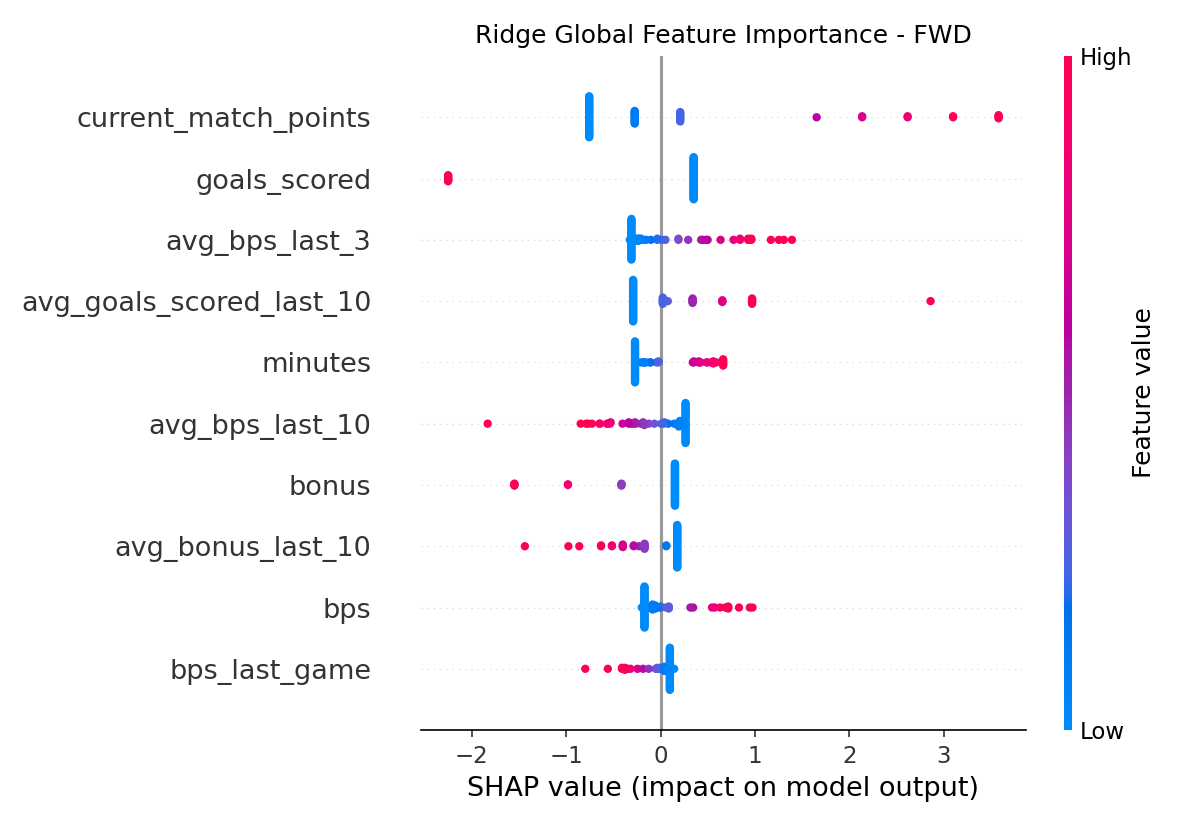 Ridge Global Feature Importance - FWD
High
current_match_points
goals_scored
avg_bps_last_3
avg_goals_scored_last_10
minutes
avg_bps_last_10
bonus
avg_bonus_last_10
bps
bps_last_game
Feature value
Low
−2 −1 0 1 2 3
SHAP value (impact on model output)